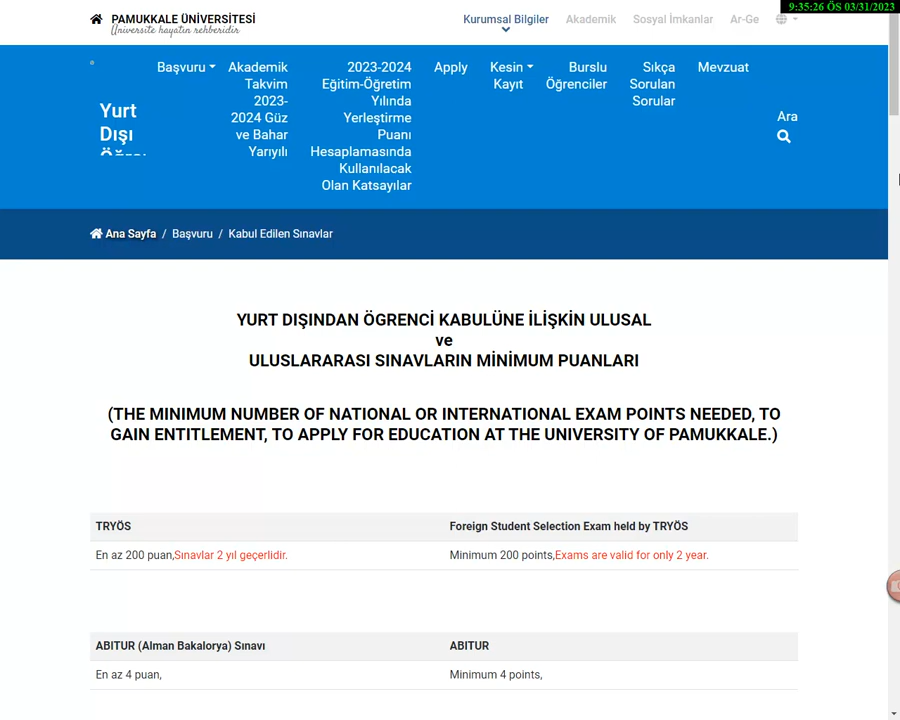 9:35:26 ÖS 03/31/2023
PAMUKKALE ÜNİVERSİTESİ
Üniversite hayatın rehberidir
Kurumsal Bilgiler
Akademik
Sosyal İmkanlar
Ar-Ge
Yurt
Dışı
Başvuru
Akademik
Takvim
2023-
2024 Güz
ve Bahar
Yarıyılı
2023-2024
Eğitim-Öğretim
Yılında
Yerleştirme
Puanı
Hesaplamasında
Kullanılacak
Olan Katsayılar
Apply
Kesin
Kayıt
Burslu
Öğrenciler
Sıkça
Sorulan
Sorular
Mevzuat
Ara
Ana Sayfa / Başvuru / Kabul Edilen Sınavlar
YURT DIŞINDAN ÖGRENCİ KABULÜNE İLİŞKİN ULUSAL
ve
ULUSLARARASI SINAVLARIN MİNİMUM PUANLARI
(THE MINIMUM NUMBER OF NATIONAL OR INTERNATIONAL EXAM POINTS NEEDED, TO
GAIN ENTITLEMENT, TO APPLY FOR EDUCATION AT THE UNIVERSITY OF PAMUKKALE.)
TRYÖS
Foreign Student Selection Exam held by TRYÖS
En az 200 puan,Sınavlar 2 yıl geçerlidir.
Minimum 200 points,Exams are valid for only 2 year.
ABITUR (Alman Bakalorya) Sınavı
ABITUR
En az 4 puan,
Minimum 4 points,